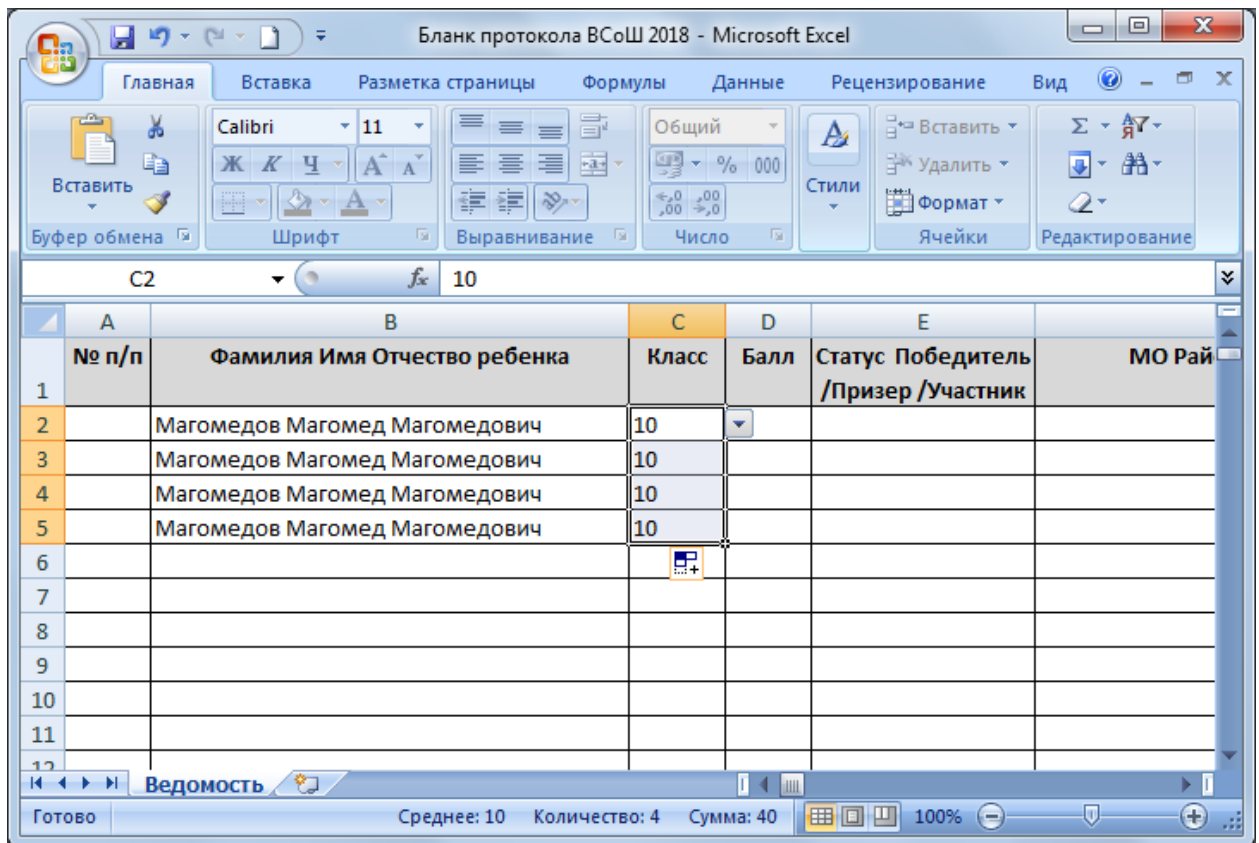 Бланк протокола ВСоШ 2018 - Microsoft Excel
Главная Вставка Разметка страницы Формулы Данные Рецензирование Вид
Calibri 11 Общий Вставить
Ж К Ч А А % 000 Удалить
Вставить Стили Формат
Буфер обмена Шрифт Выравнивание Число Ячейки Редактирование
C2 fx 10
A B C D E
№ п/п Фамилия Имя Отчество ребенка Класс Балл Статус Победитель МО Рай
1 /Призер /Участник
2 Магомедов Магомед Магомедович 10
3 Магомедов Магомед Магомедович 10
4 Магомедов Магомед Магомедович 10
5 Магомедов Магомед Магомедович 10
6
7
8
9
10
11
12
Ведомость
Готово Среднее: 10 Количество: 4 Сумма: 40 100%